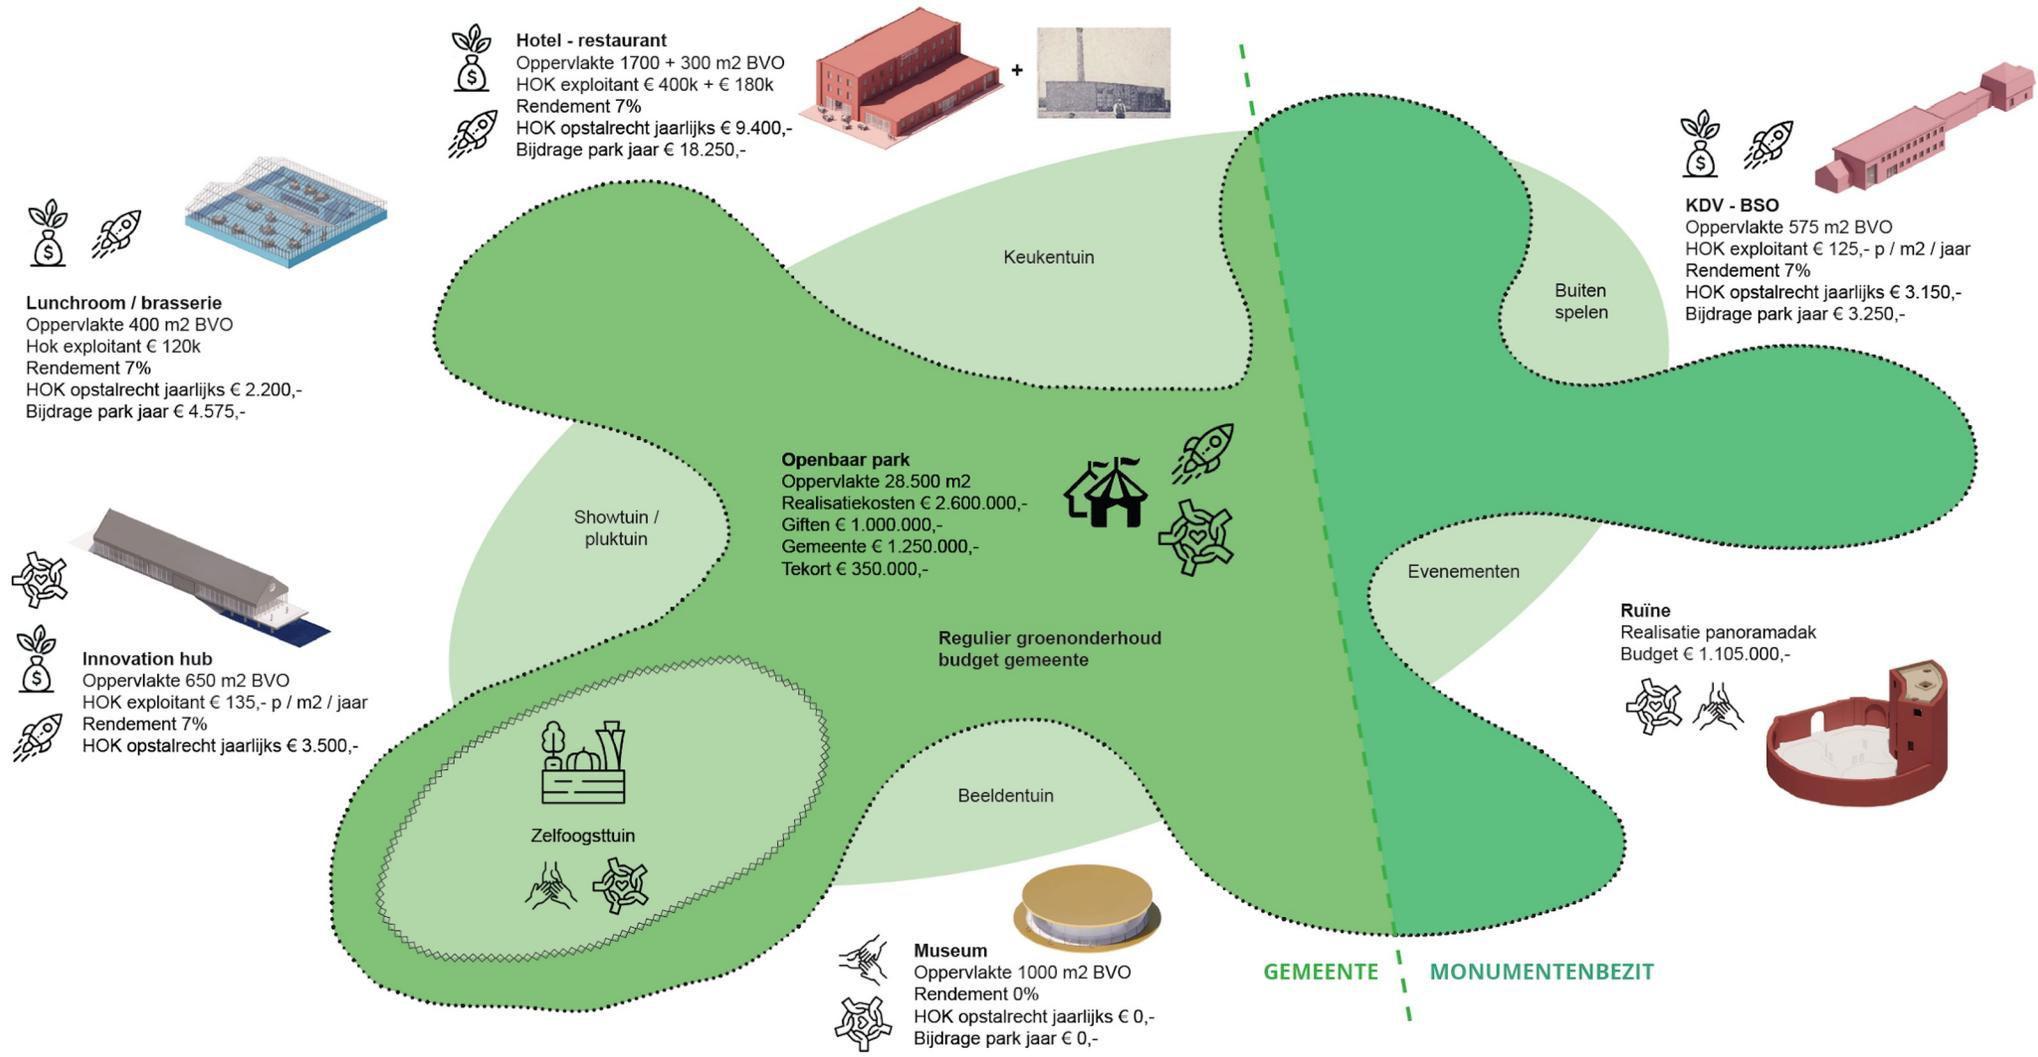 Hotel - restaurant
Oppervlakte 1700 + 300 m2 BVO
HOK exploitant € 400k + € 180k
Rendement 7%
HOK opstalrecht jaarlijks € 9.400,-
Bijdrage park jaar € 18.250,-
+
KDV - BSO
Oppervlakte 575 m2 BVO
HOK exploitant € 125,- p / m2 / jaar
Rendement 7%
HOK opstalrecht jaarlijks € 3.150,-
Bijdrage park jaar € 3.250,-
Lunchroom / brasserie
Oppervlakte 400 m2 BVO
Hok exploitant € 120k
Rendement 7%
HOK opstalrecht jaarlijks € 2.200,-
Bijdrage park jaar € 4.575,-
Keukentuin
Buiten
spelen
Openbaar park
Oppervlakte 28.500 m2
Realisatiekosten € 2.600.000,-
Giften € 1.000.000,-
Gemeente € 1.250.000,-
Tekort € 350.000,-
Showtuin /
pluktuin
Evenementen
Regulier groenonderhoud
budget gemeente
Innovation hub
Oppervlakte 650 m2 BVO
HOK exploitant € 135,- p / m2 / jaar
Rendement 7%
HOK opstalrecht jaarlijks € 3.500,-
Ruïne
Realisatie panoramadak
Budget € 1.105.000,-
Zelfoogsttuin
Beeldentuin
Museum
Oppervlakte 1000 m2 BVO
Rendement 0%
HOK opstalrecht jaarlijks € 0,-
Bijdrage park jaar € 0,-
GEMEENTE
MONUMENTENBEZIT
$
$
$
$